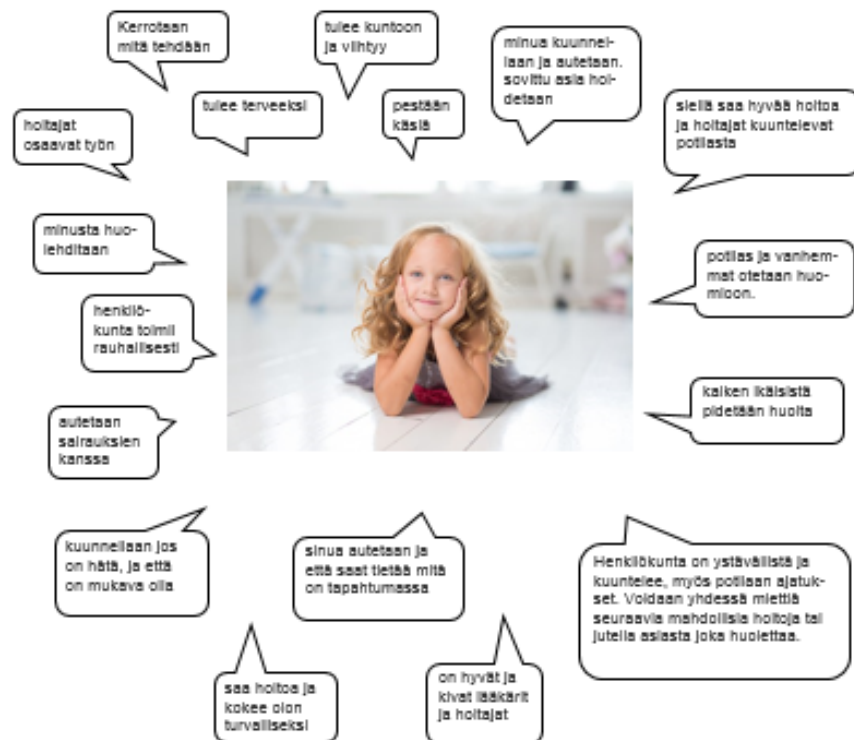 Kerrotaan
mitä tehdään
tulee kuntoon
ja viihtyy
minua kuunnel-
laan ja autetaan.
sovittu asia hoi-
detaan
tulee terveeksi
pestään
käsiä
siellä saa hyvää hoitoa
ja hoitajat kuuntelevat
potilasta
hoitajat
osaavat työn
minusta huo-
lehditaan
potilas ja vanhem-
mat otetaan huo-
mioon.
henkilö-
kunta toimii
rauhallisesti
kaiken ikäisistä
pidetään huolta
autetaan
sairauksien
kanssa
kuunnellaan jos
on hätä, ja että
on mukava olla
sinua autetaan ja
että saat tietää mitä
on tapahtumassa
Henkilökunta on ystävällistä ja
kuuntelee, myös potilaan ajatuk-
set. Voidaan yhdessä miettiä
seuraavia mahdollisia hoitoja tai
jutella asiasta joka huolettaa.
saa hoitoa ja
kokee olon
turvalliseksi
on hyvät ja
kivat lääkärit
ja hoitajat